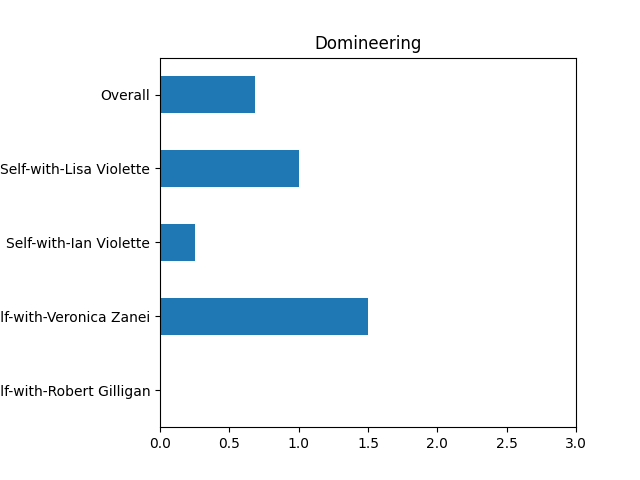 Domineering
Overall
Self-with-Lisa Violette
Self-with-Ian Violette
lf-with-Veronica Zanei
lf-with-Robert Gilligan
0.0 0.5 1.0 1.5 2.0 2.5 3.0